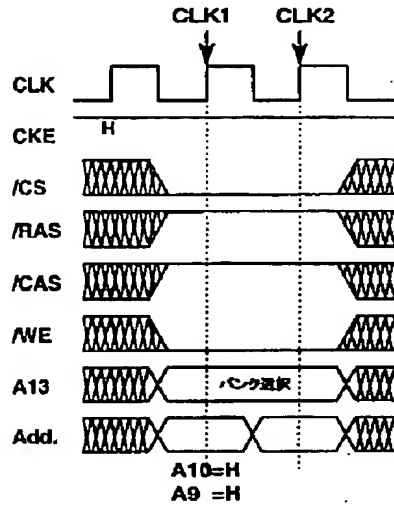 CLK1 CLK2
CLK
CKE H
/CS
/RAS
/CAS
/WE
A13 バンク選択
Add.
A10=H
A9 =H